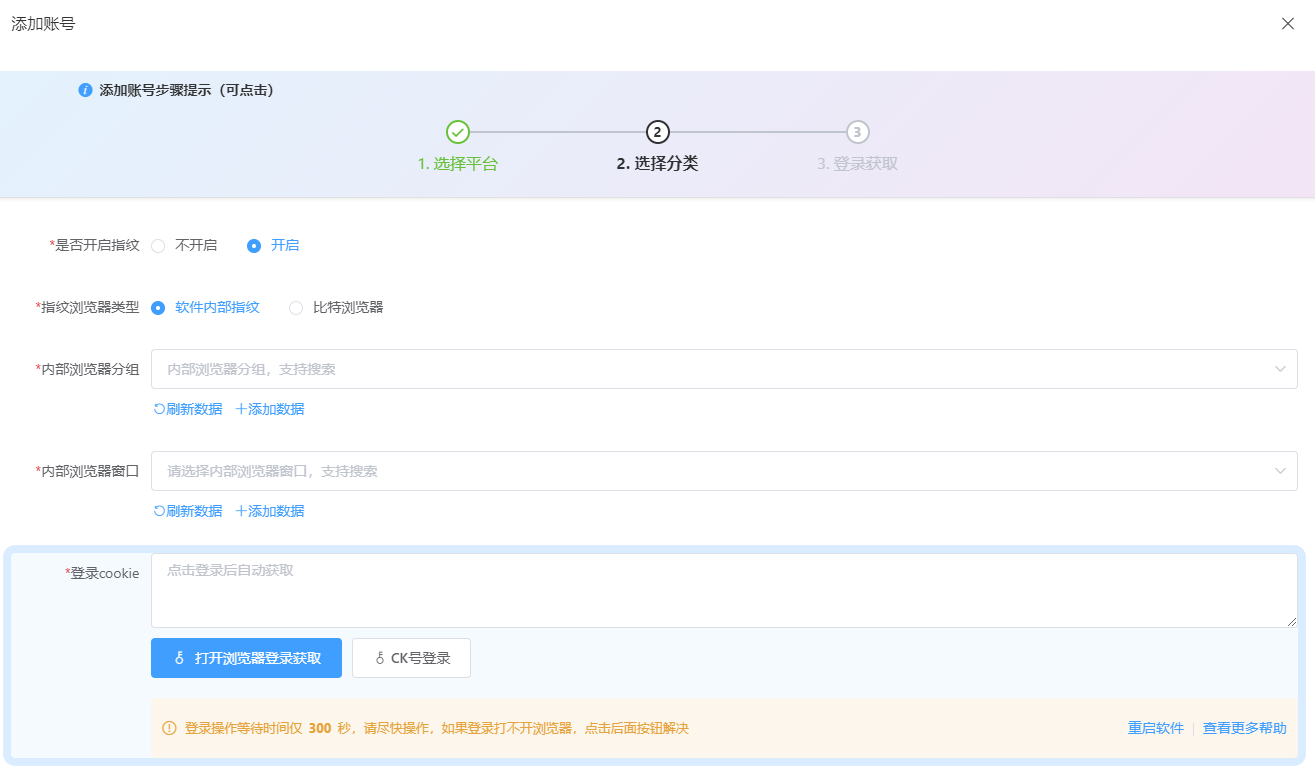 添加账号
添加账号步骤提示（可点击）
2
3
1. 选择平台
2. 选择分类
3. 登录获取
*是否开启指纹 不开启 开启
*指纹浏览器类型 软件内部指纹 比特浏览器
*内部浏览器分组 内部浏览器分组，支持搜索
刷新数据 添加数据
*内部浏览器窗口 请选择内部浏览器窗口，支持搜索
刷新数据 添加数据
*登录cookie 点击登录后自动获取
打开浏览器登录获取 CK号登录
登录操作等待时间仅 300 秒，请尽快操作，如果登录打不开浏览器，点击后面按钮解决 重启软件 查看更多帮助